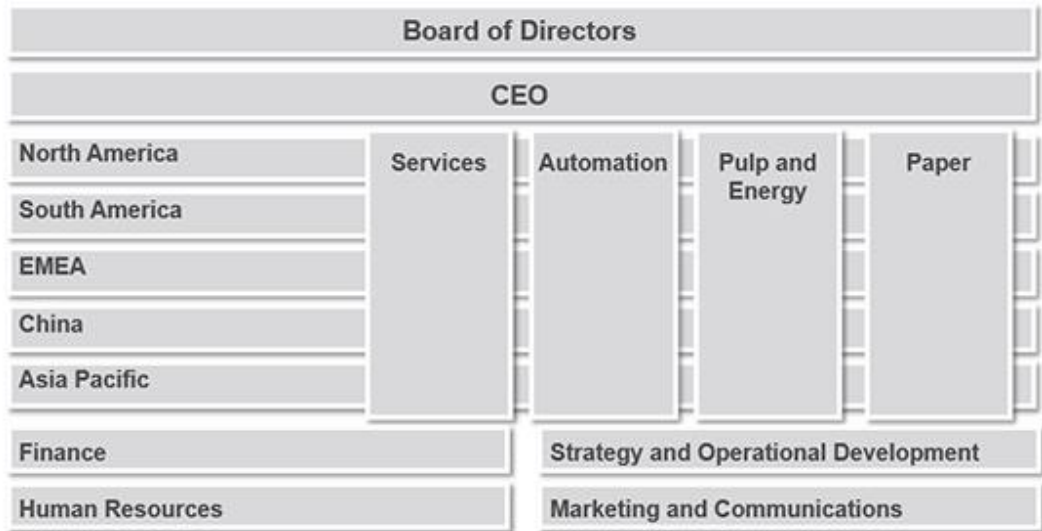 Board of Directors
CEO
North America
Services
Automation
Pulp and
Energy
Paper
South America
EMEA
China
Asia Pacific
Finance
Strategy and Operational Development
Human Resources
Marketing and Communications